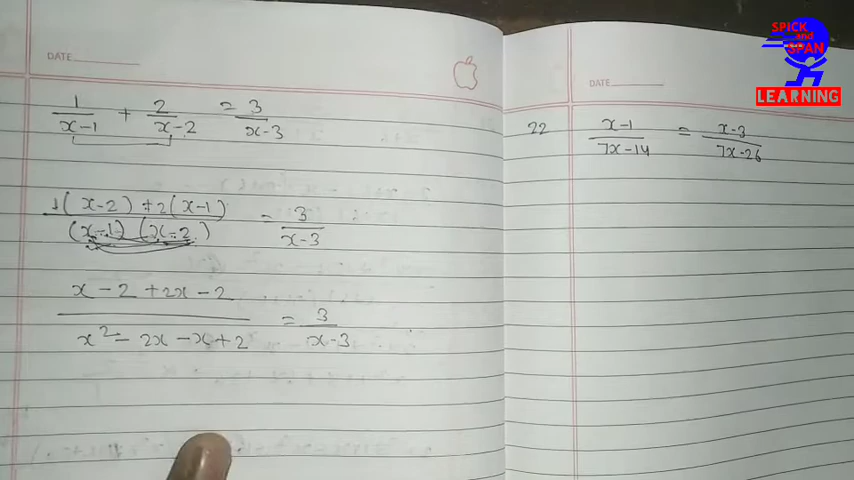 DATE
1/(x-1) + 2/(x-2) = 3/(x-3)
1(x-2)+2(x-1)/(x-1)(x-2) = 3/(x-3)
x-2+2x-2/x²-2x-x+2 = 3/(x-3)
DATE
22 x-1/7x-14 = x-3/7x-26
SPICK
and
SPAN
LEARNING